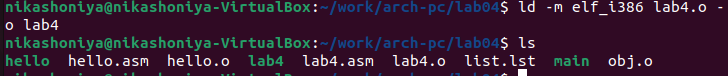 nikashoniya@nikashoniya-VirtualBox:~/work/arch-pc/lab04$ ld -m elf_i386 lab4.o -
o lab4
nikashoniya@nikashoniya-VirtualBox:~/work/arch-pc/lab04$ ls
hello  hello.asm  hello.o  lab4  lab4.asm  lab4.o  list.lst  main  obj.o